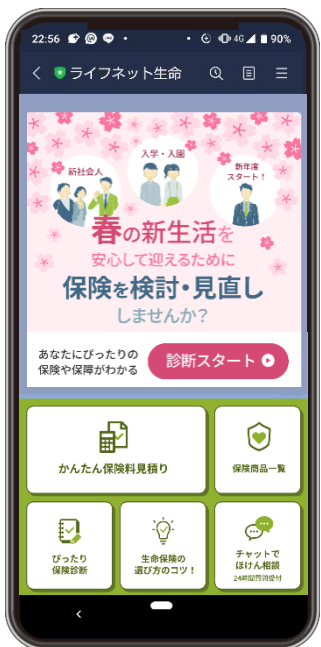 22:56
4G
90%
ライフネット生命
新社会人
入学・入園
新年度
スタート！
春の新生活を
安心して迎えるために
保険を検討・見直し
しませんか？
あなたにぴったりの
保険や保障がわかる
診断スタート
かんたん保険料見積り
保険商品一覧
ぴったり
保険診断
生命保険の
選び方のコツ！
チャットで
ほけん相談
24時間質問受付